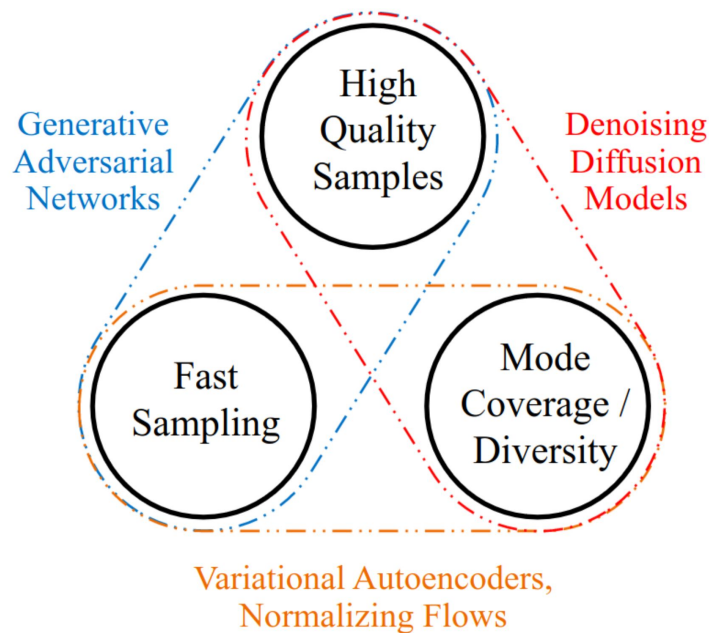 High
Quality
Samples
Generative
Adversarial
Networks
Denoising
Diffusion
Models
Fast
Sampling
Mode
Coverage /
Diversity
Variational Autoencoders,
Normalizing Flows